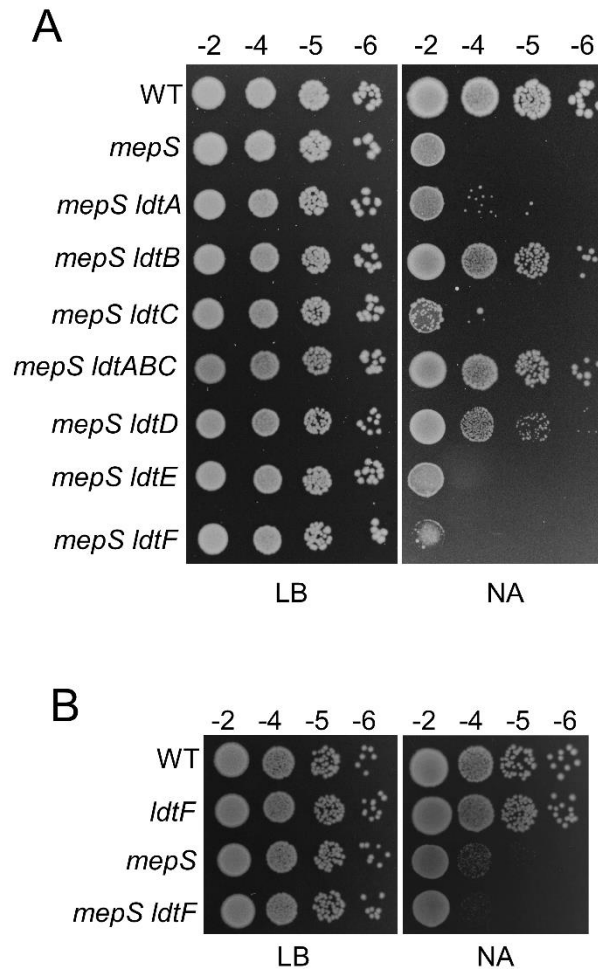 A
-2 -4 -5 -6 -2 -4 -5 -6
WT
mepS
mepS ldtA
mepS ldtB
mepS ldtC
mepS ldtABC
mepS ldtD
mepS ldtE
mepS ldtF
LB NA
B
-2 -4 -5 -6 -2 -4 -5 -6
WT
ldtF
mepS
mepS ldtF
LB NA